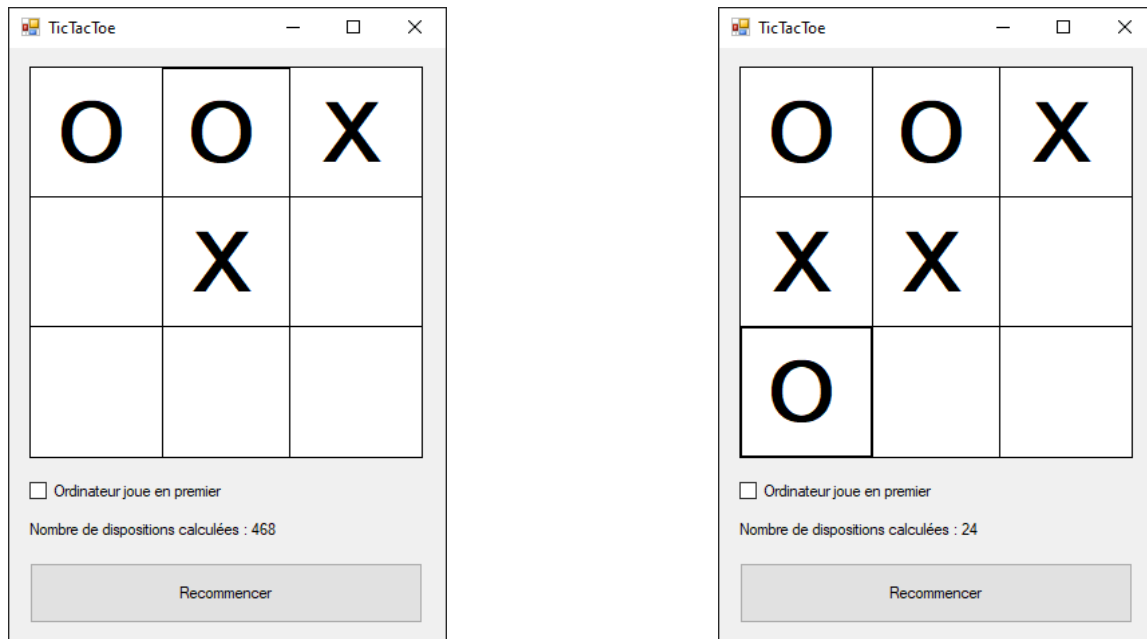 TicTacToe
O O X
X
Ordinateur joue en premier
Nombre de dispositions calculées : 468
Recommencer
TicTacToe
O O X
X X
O
Ordinateur joue en premier
Nombre de dispositions calculées : 24
Recommencer